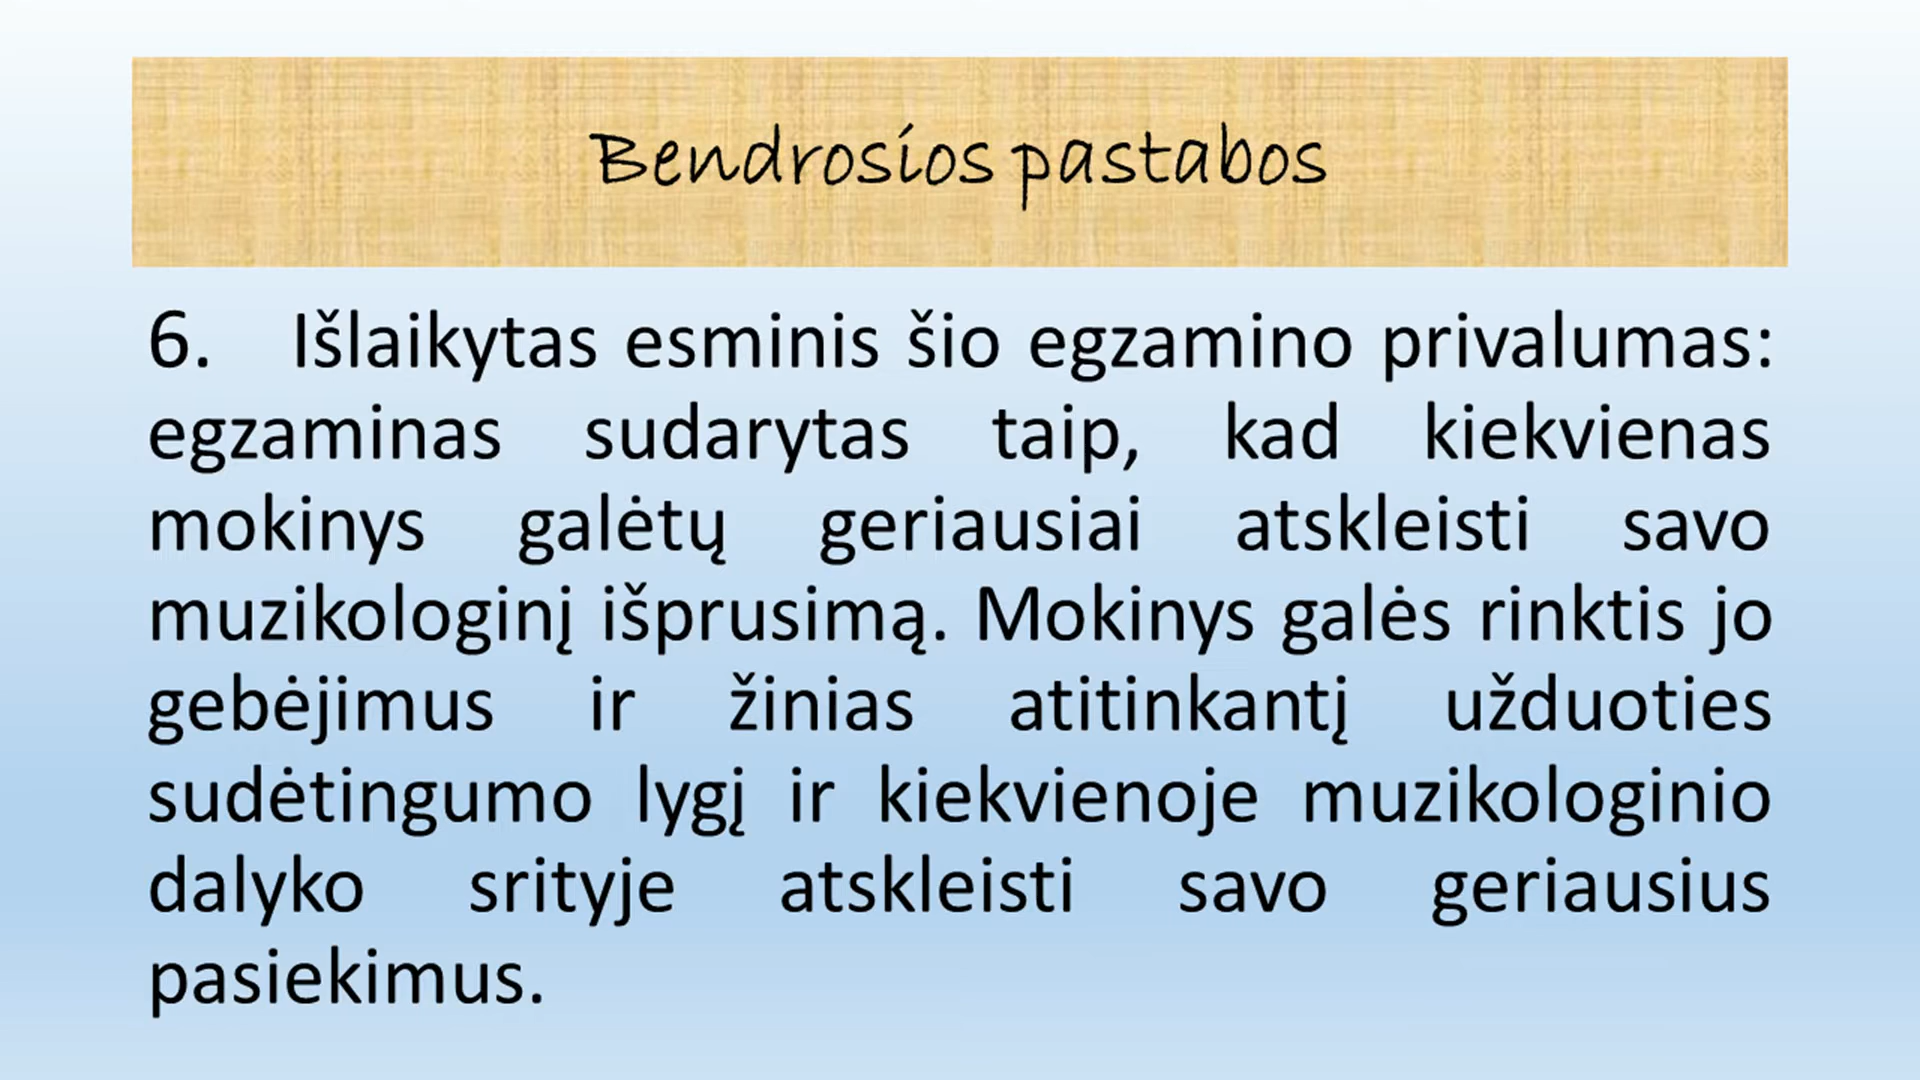 Bendrosios pastabos
6. Išlaikytas esminis šio egzamino privalumas:
egzaminas sudarytas taip, kad kiekvienas
mokinys galėtų geriausiai atskleisti savo
muzikologinį išprusimą. Mokinys galės rinktis jo
gebėjimus ir žinias atitinkantį užduoties
sudėtingumo lygį ir kiekvienoje muzikologinio
dalyko srityje atskleisti savo geriausius
pasiekimus.